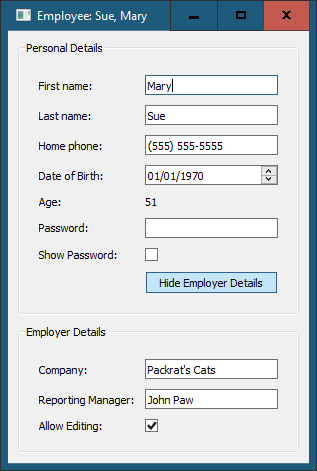 Employee: Sue, Mary
Personal Details
First name: Mary
Last name: Sue
Home phone: (555) 555-5555
Date of Birth: 01/01/1970
Age: 51
Password:
Show Password:
Hide Employer Details
Employer Details
Company: Packrat's Cats
Reporting Manager: John Paw
Allow Editing: